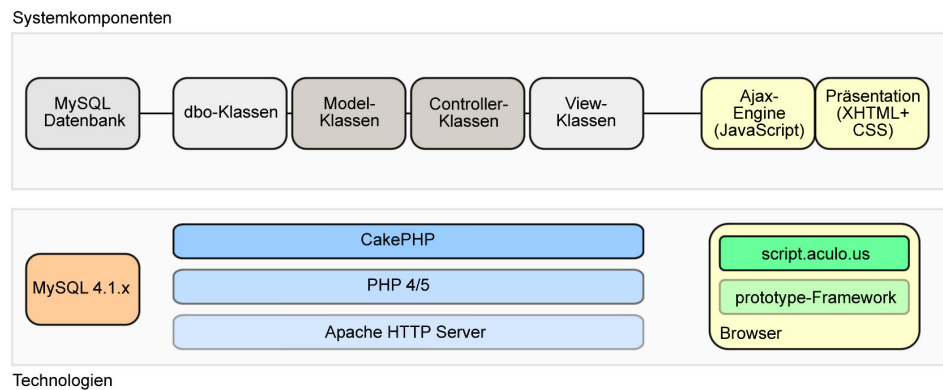 Systemkomponenten
MySQL
Datenbank
dbo-Klassen
Model-
Klassen
Controller-
Klassen
View-
Klassen
Ajax-
Engine
(JavaScript)
Präsentation
(XHTML+
CSS)
MySQL 4.1.x
CakePHP
PHP 4/5
Apache HTTP Server
script.aculo.us
prototype-Framework
Browser
Technologien